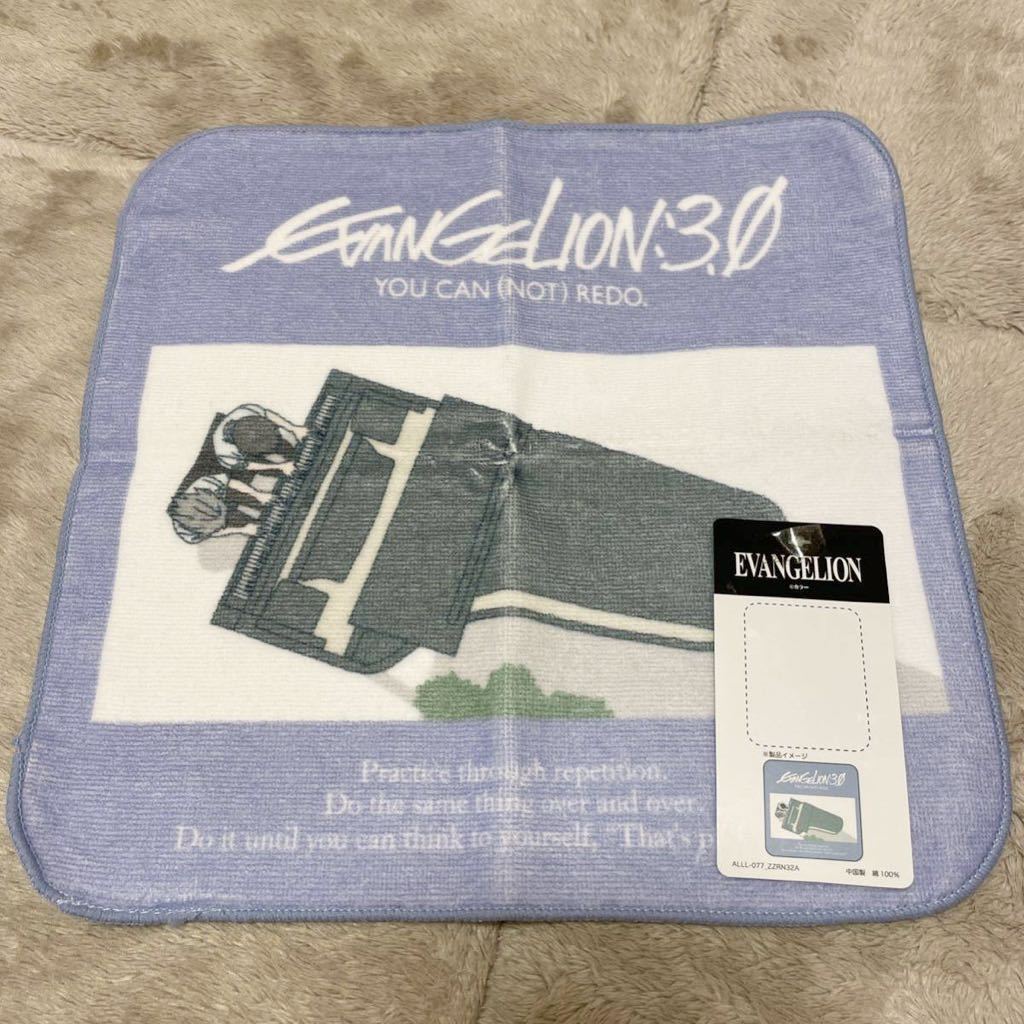 EVANGELION:3.0
YOU CAN (NOT) REDO.
Practice through repetition.
Do the same thing over and over.
Do it until you can think to yourself, "That's p
EVANGELION
©カラー
※製品イメージ
EVANGELION:3.0
ALLL-077_ZZRN32A
中国製 綿100%